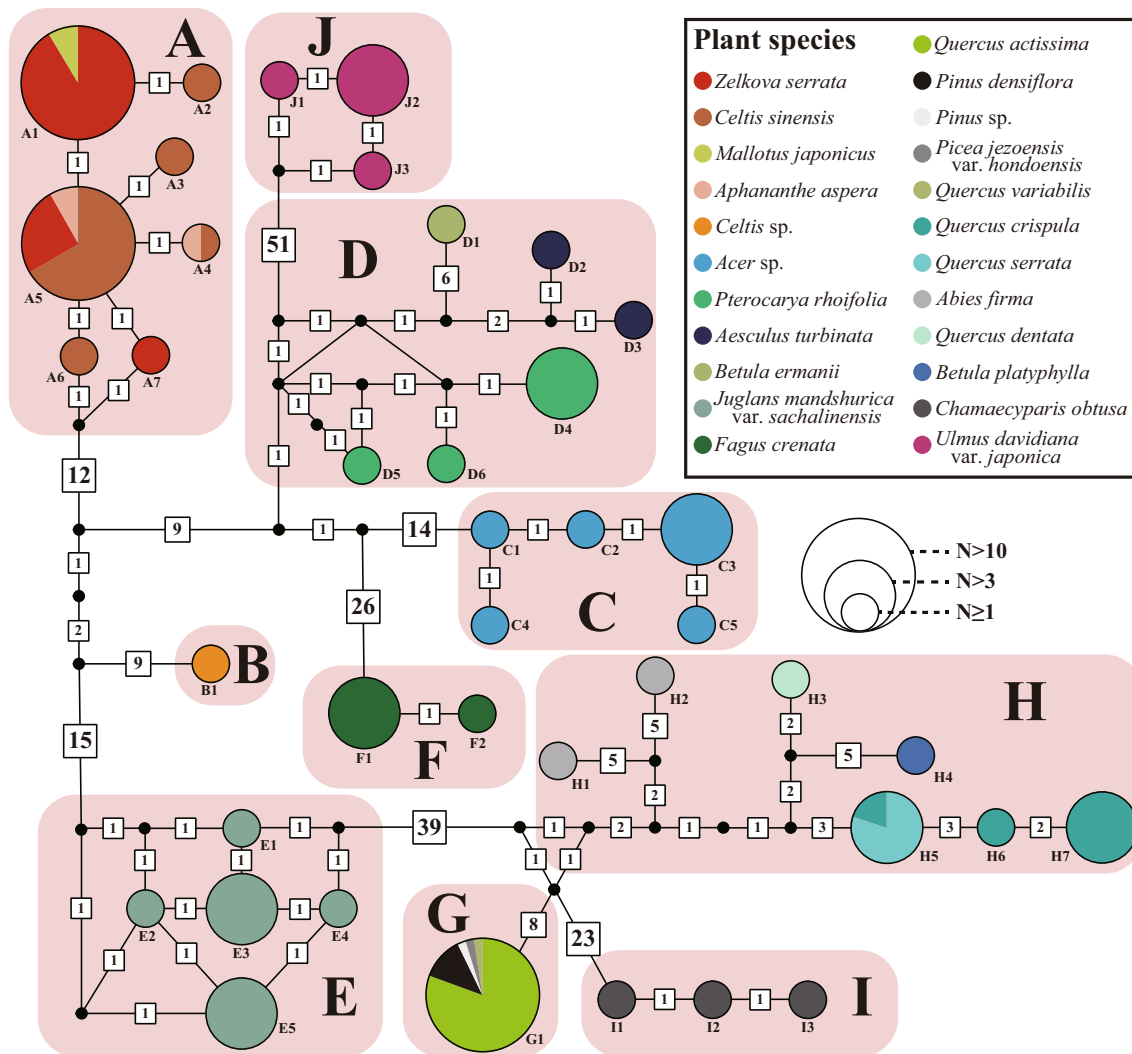 A
A1
1
A2
1
A3
1
1
A4
A5
1
1
A6
A7
1
1
12
J
J1
1
J2
1
1
1
J3
51
D
D1
6
D2
1
1
1
2
1
D3
1
1
1
1
D4
1
1
1
1
D5
D6
1
9
1
14
C
C1
1
C2
1
C3
1
1
C4
C5
26
F
F1
1
F2
1
2
9
B
B1
15
E
1
1
E1
1
1
1
1
E2
1
E3
1
E4
1
1
1
1
1
E5
39
1
2
1
1
1
1
8
23
G
G1
I
I1
1
I2
1
I3
H
H1
5
H2
5
2
H3
2
5
H4
2
3
H5
3
H6
2
H7
Plant species
Zelkova serrata
Celtis sinensis
Mallotus japonicus
Aphananthe aspera
Celtis sp.
Acer sp.
Pterocarya rhoifolia
Aesculus turbinata
Betula ermanii
Juglans mandshurica
var. sachalinensis
Fagus crenata
Quercus actissima
Pinus densiflora
Pinus sp.
Picea jezoensis
var. hondoensis
Quercus variabilis
Quercus crispula
Quercus serrata
Abies firma
Quercus dentata
Betula platyphylla
Chamaecyparis obtusa
Ulmus davidiana
var. japonica
N>10
N>3
N≥1